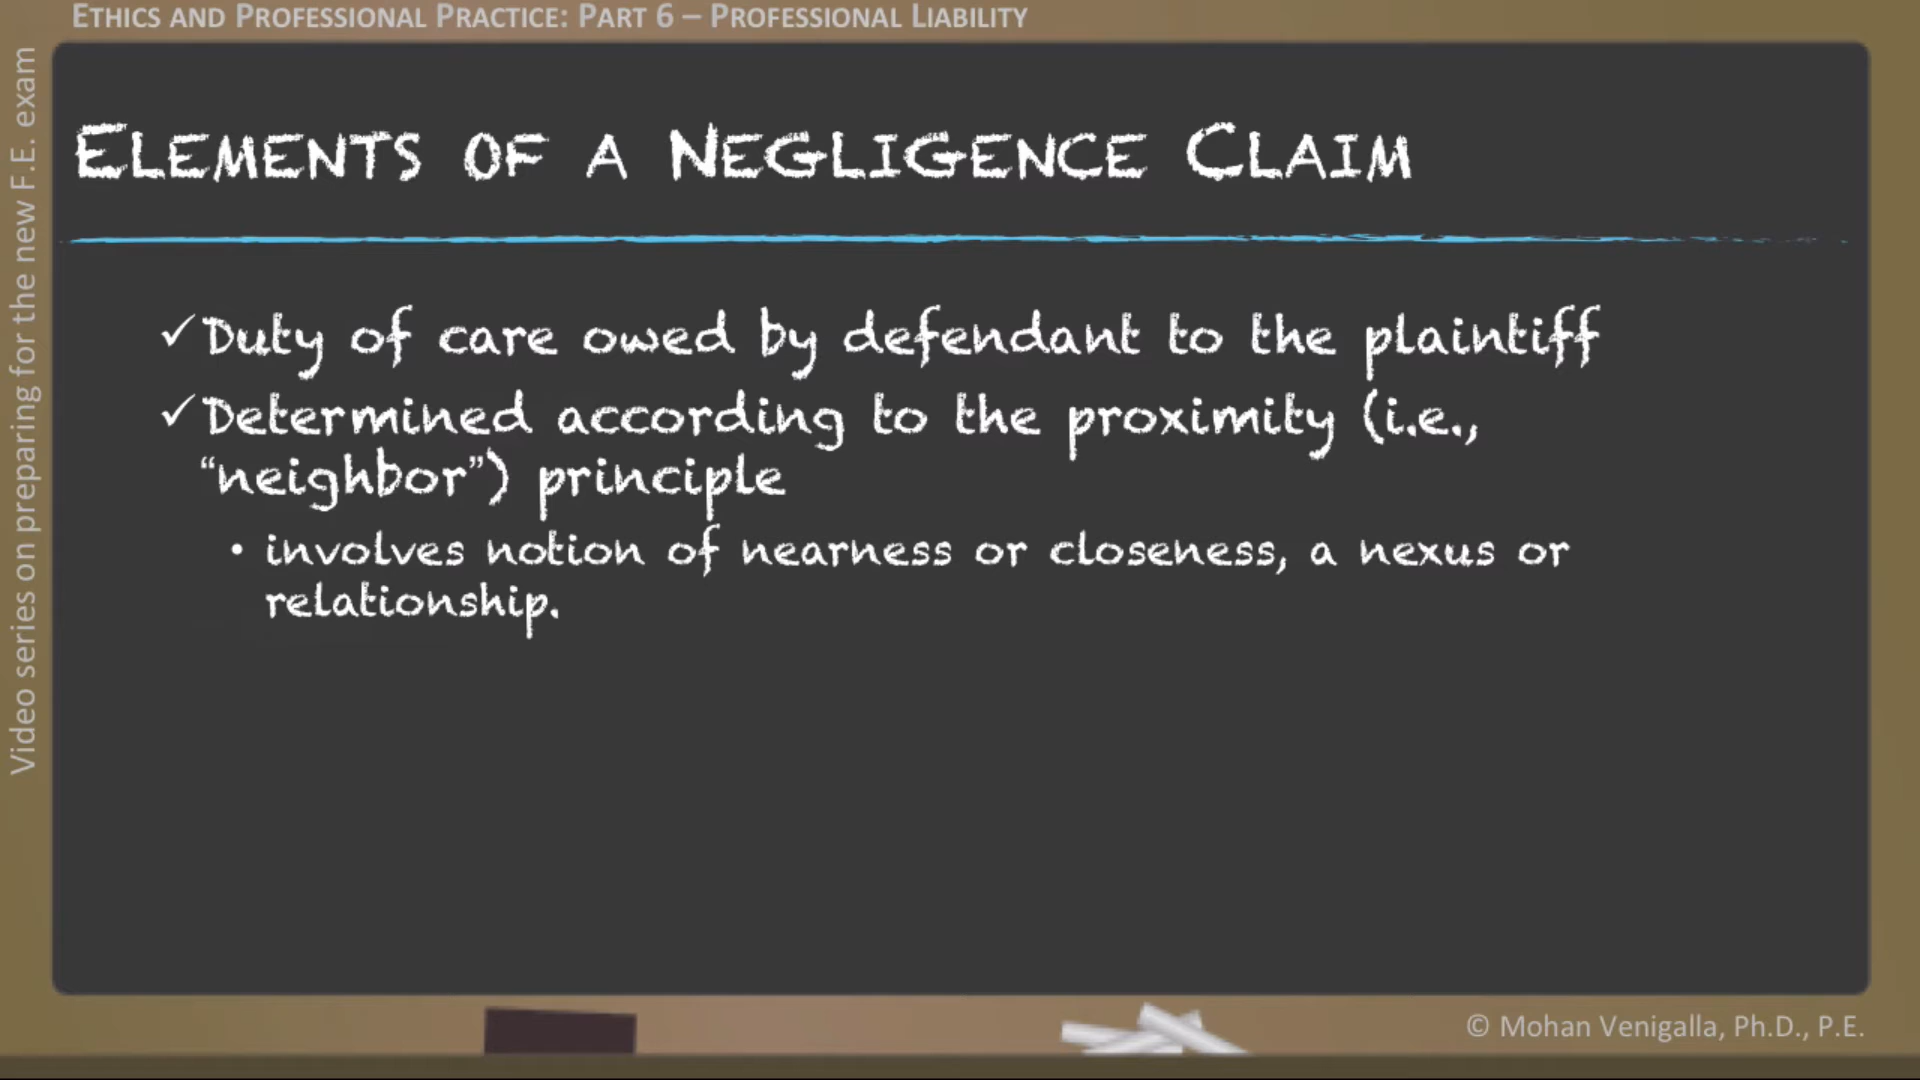 ETHICS AND PROFESSIONAL PRACTICE: PART 6 – PROFESSIONAL LIABILITY
Video series on preparing for the new F.E. exam
ELEMENTS OF A NEGLIGENCE CLAIM
✓Duty of care owed by defendant to the plaintiff
✓Determined according to the proximity (i.e.,
“neighbor”) principle
• involves notion of nearness or closeness, a nexus or
relationship.
© Mohan Venigalla, Ph.D., P.E.